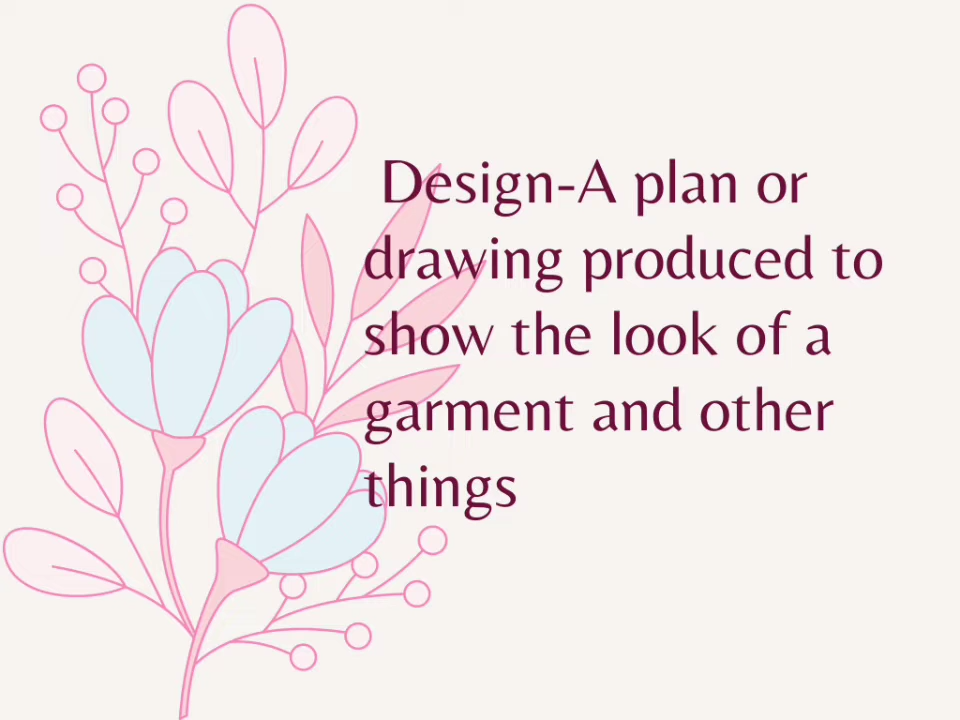 Design-A plan or
drawing produced to
show the look of a
garment and other
things